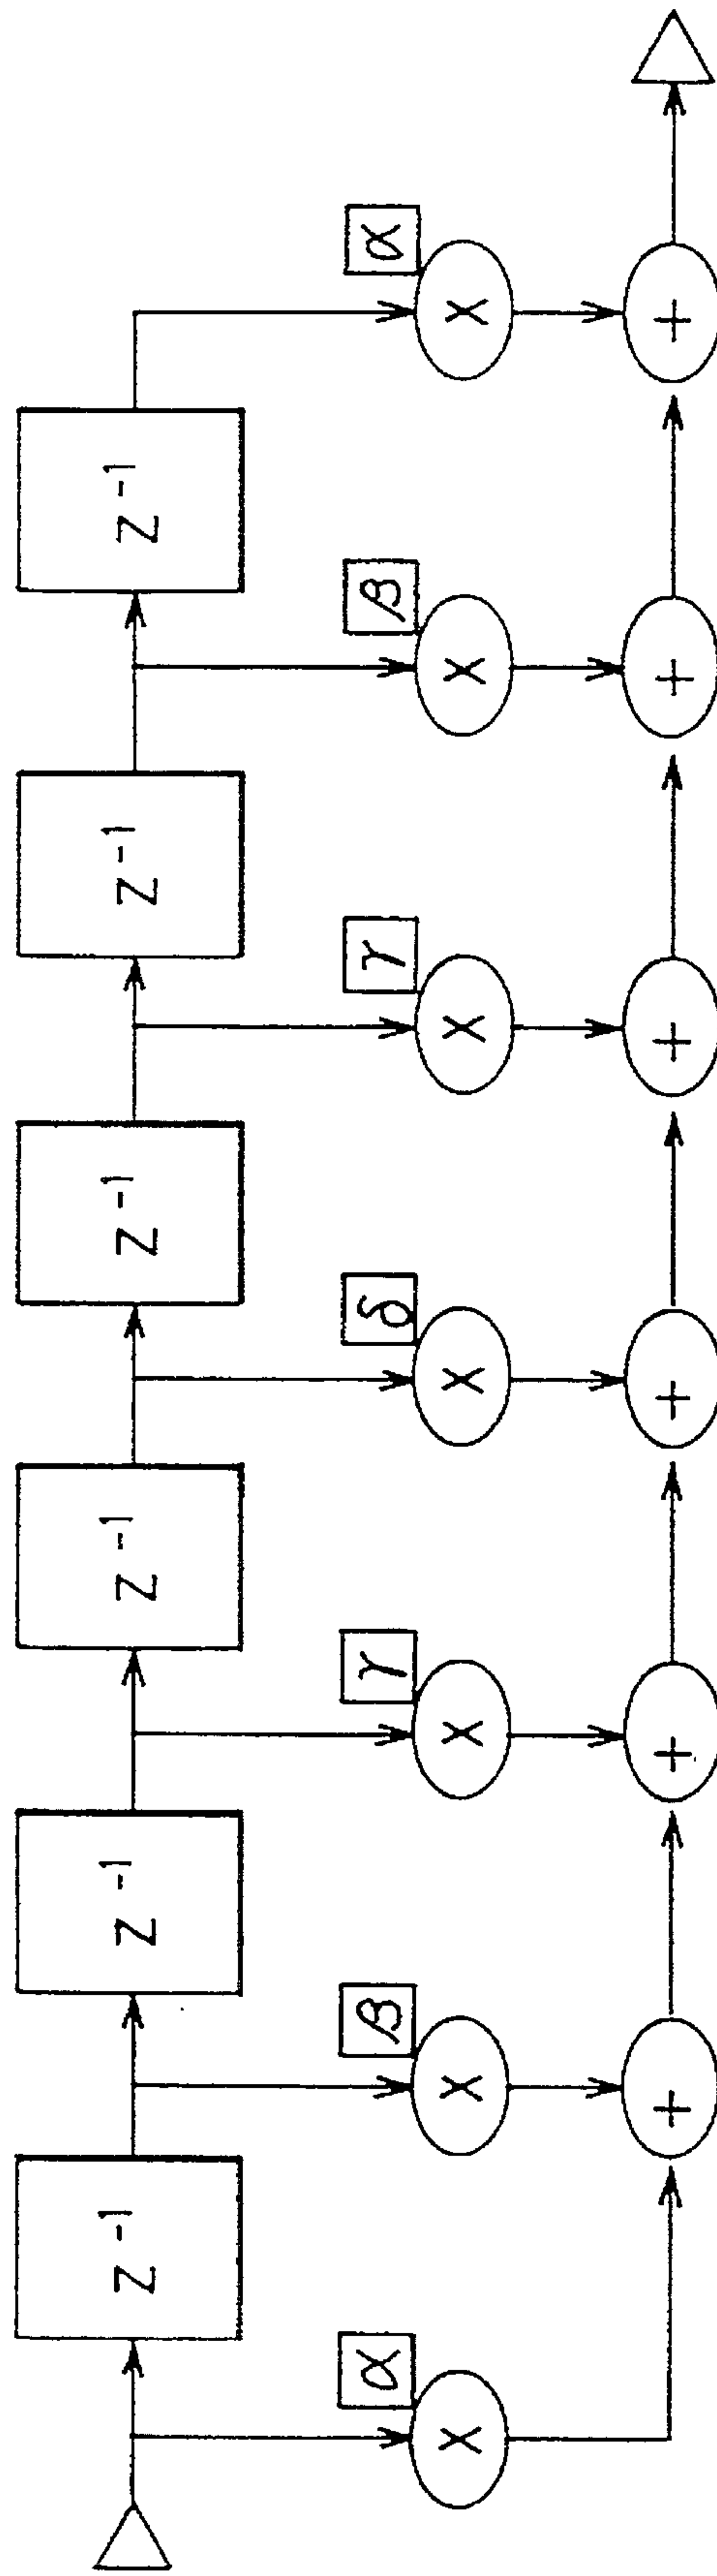 Z⁻¹ Z⁻¹ Z⁻¹ Z⁻¹ Z⁻¹ Z⁻¹
α β γ δ γ β α
× × × × × × ×
+ + + + + +